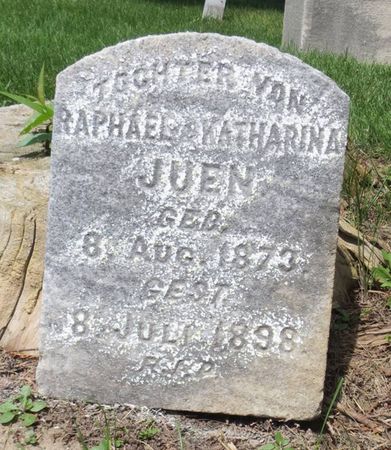 TOCHTER VON
RAPHAEL & KATHARINA
JUEN
GEB.
8. AUG. 1873.
GEST.
8. JULI. 1898
R.I.P.